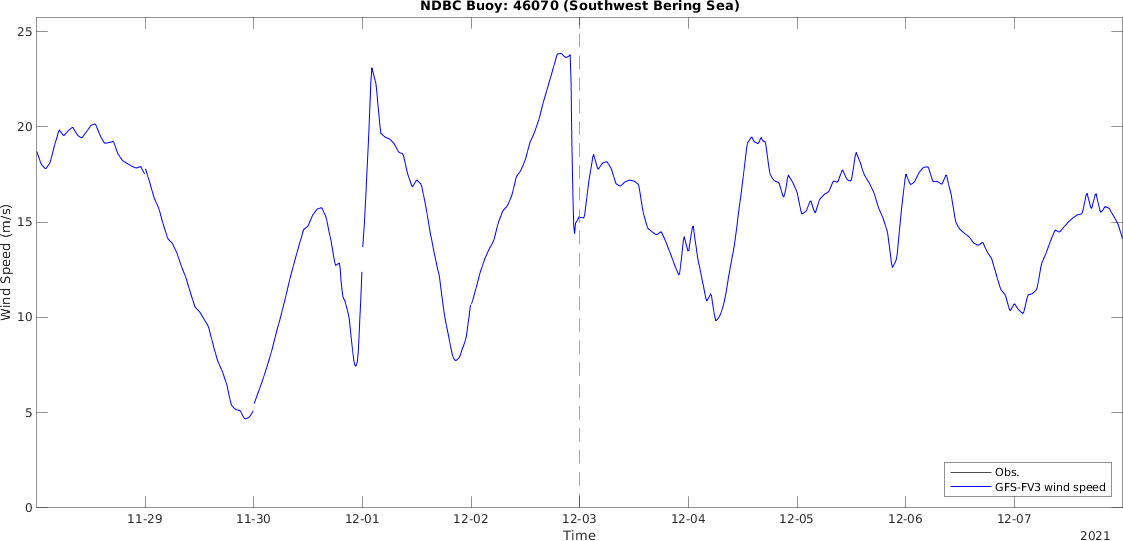 NDBC Buoy: 46070 (Southwest Bering Sea)
25
20
15
10
5
0
Wind Speed (m/s)
11-29 11-30 12-01 12-02 12-03 12-04 12-05 12-06 12-07
Time
2021
Obs.
GFS-FV3 wind speed